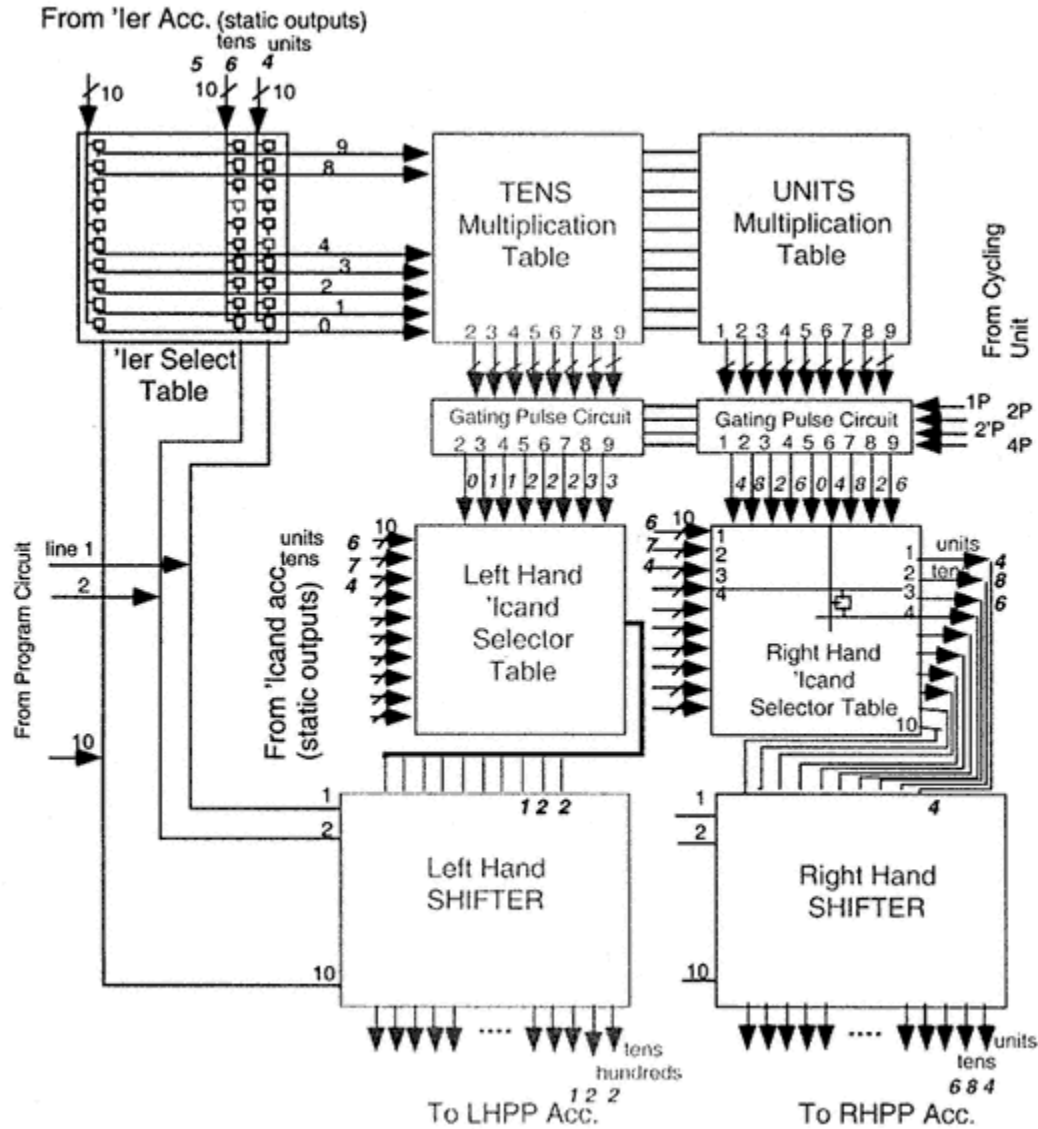 From 'Ier Acc. (static outputs)
tens units
5 6 4
10 10 10
9
8
4
3
2
1
0
'Ier Select
Table
TENS
Multiplication
Table
2 3 4 5 6 7 8 9
UNITS
Multiplication
Table
1 2 3 4 5 6 7 8 9
From Cycling
Unit
Gating Pulse Circuit
2 3 4 5 6 7 8 9
Gating Pulse Circuit
1 2 3 4 5 6 7 8 9
1P
2P
2'P
4P
0 1 1 2 2 2 3 3
4 8 2 6 0 4 8 2 6
From Program Circuit
line 1
2
10
From 'Icand acc.
(static outputs)
units
tens
6
7
4
10
Left Hand
'Icand
Selector
Table
6
7
4
10
1
2
3
4
Right Hand
'Icand
Selector Table
1
2
3
4
10
units
ten
4
8
6
1 2 2
1
2
10
Left Hand
SHIFTER
4
1
2
10
Right Hand
SHIFTER
tens
hundreds
1 2 2
To LHPP Acc.
units
tens
6 8 4
To RHPP Acc.